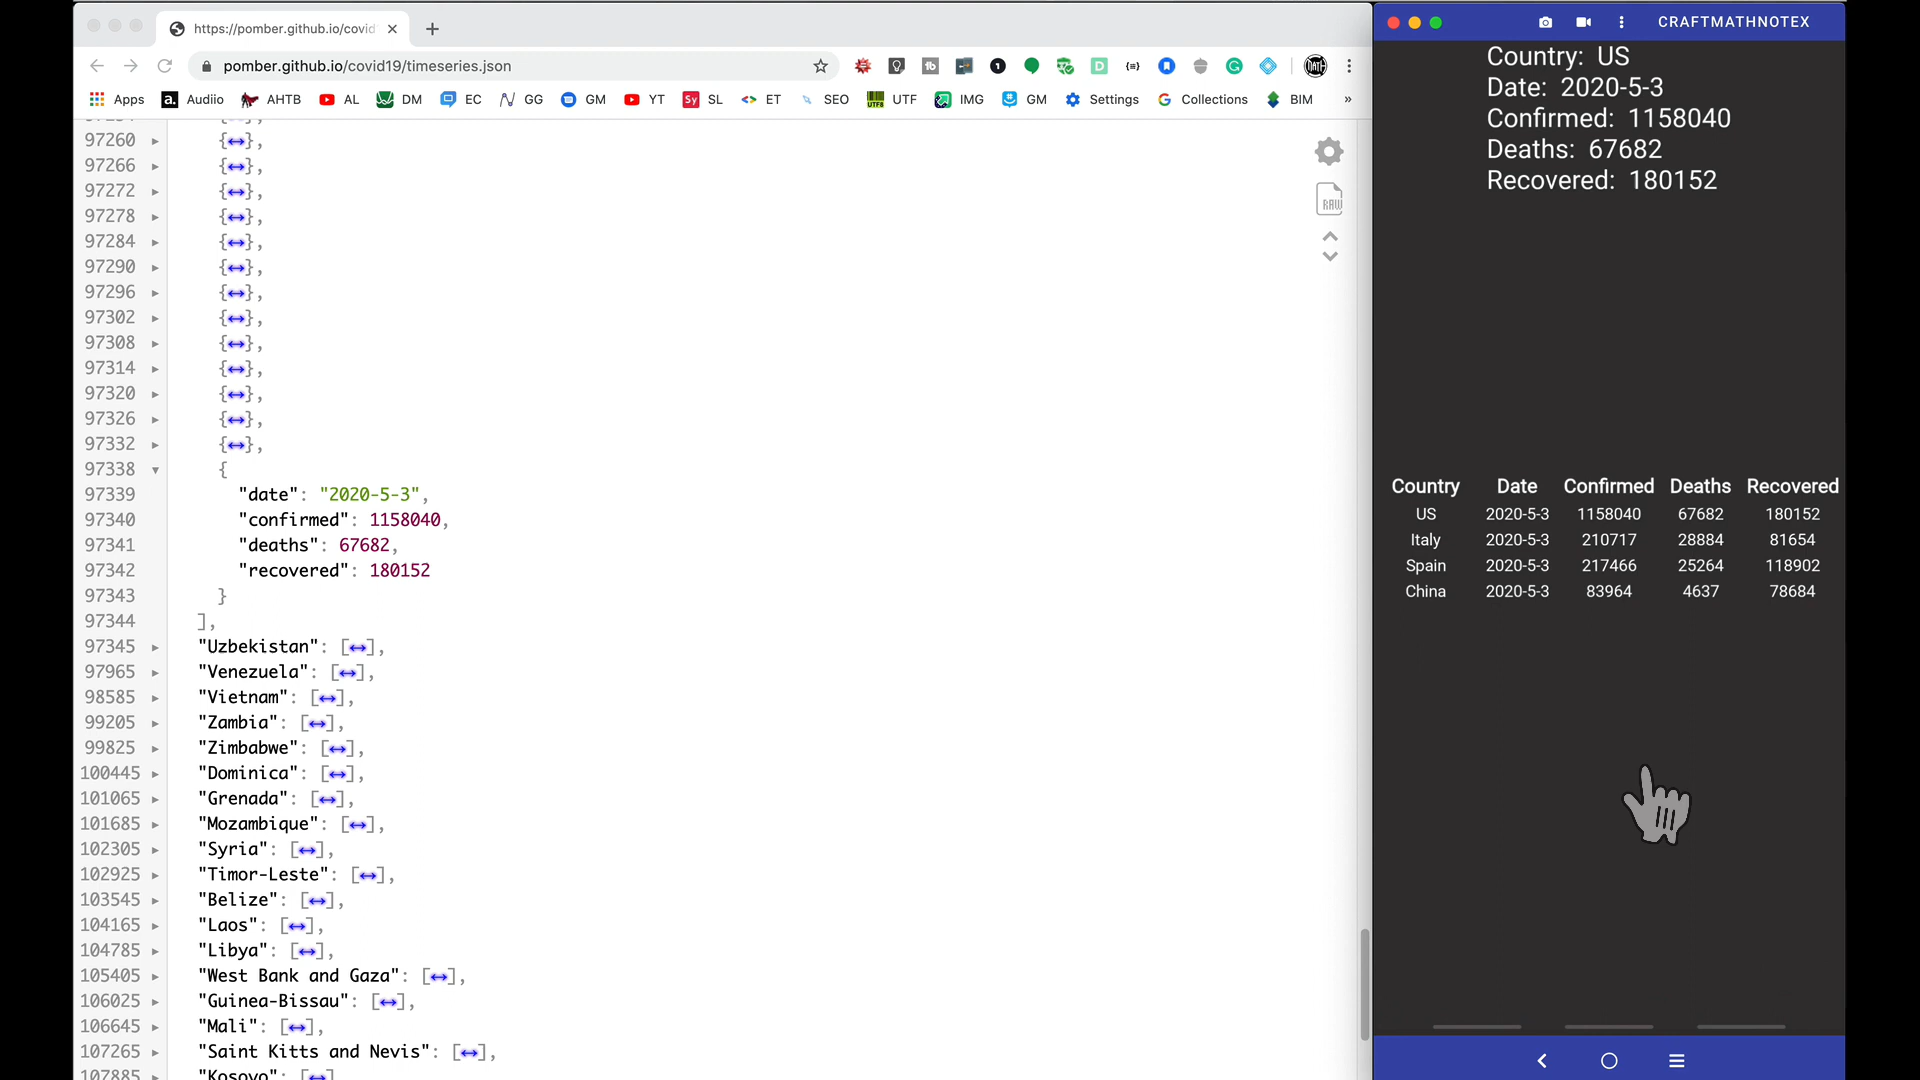 https://pomber.github.io/covid
pomber.github.io/covid19/timeseries.json
Apps
Audiio
AHTB
AL
DM
EC
GG
GM
YT
SL
ET
SEO
UTF
IMG
GM
Settings
Collections
BIM
»
97260 {↔},
97266 {↔},
97272 {↔},
97278 {↔},
97284 {↔},
97290 {↔},
97296 {↔},
97302 {↔},
97308 {↔},
97314 {↔},
97320 {↔},
97326 {↔},
97332 {↔},
97338 {
97339 "date": "2020-5-3",
97340 "confirmed": 1158040,
97341 "deaths": 67682,
97342 "recovered": 180152
97343 }
97344 ],
97345 "Uzbekistan": [↔],
97965 "Venezuela": [↔],
98585 "Vietnam": [↔],
99205 "Zambia": [↔],
99825 "Zimbabwe": [↔],
100445 "Dominica": [↔],
101065 "Grenada": [↔],
101685 "Mozambique": [↔],
102305 "Syria": [↔],
102925 "Timor-Leste": [↔],
103545 "Belize": [↔],
104165 "Laos": [↔],
104785 "Libya": [↔],
105405 "West Bank and Gaza": [↔],
106025 "Guinea-Bissau": [↔],
106645 "Mali": [↔],
107265 "Saint Kitts and Nevis": [↔],
107885 "Kosovo": [↔],
RAW
CRAFTMATHNOTEX
Country: US
Date: 2020-5-3
Confirmed: 1158040
Deaths: 67682
Recovered: 180152
Country Date Confirmed Deaths Recovered
US 2020-5-3 1158040 67682 180152
Italy 2020-5-3 210717 28884 81654
Spain 2020-5-3 217466 25264 118902
China 2020-5-3 83964 4637 78684